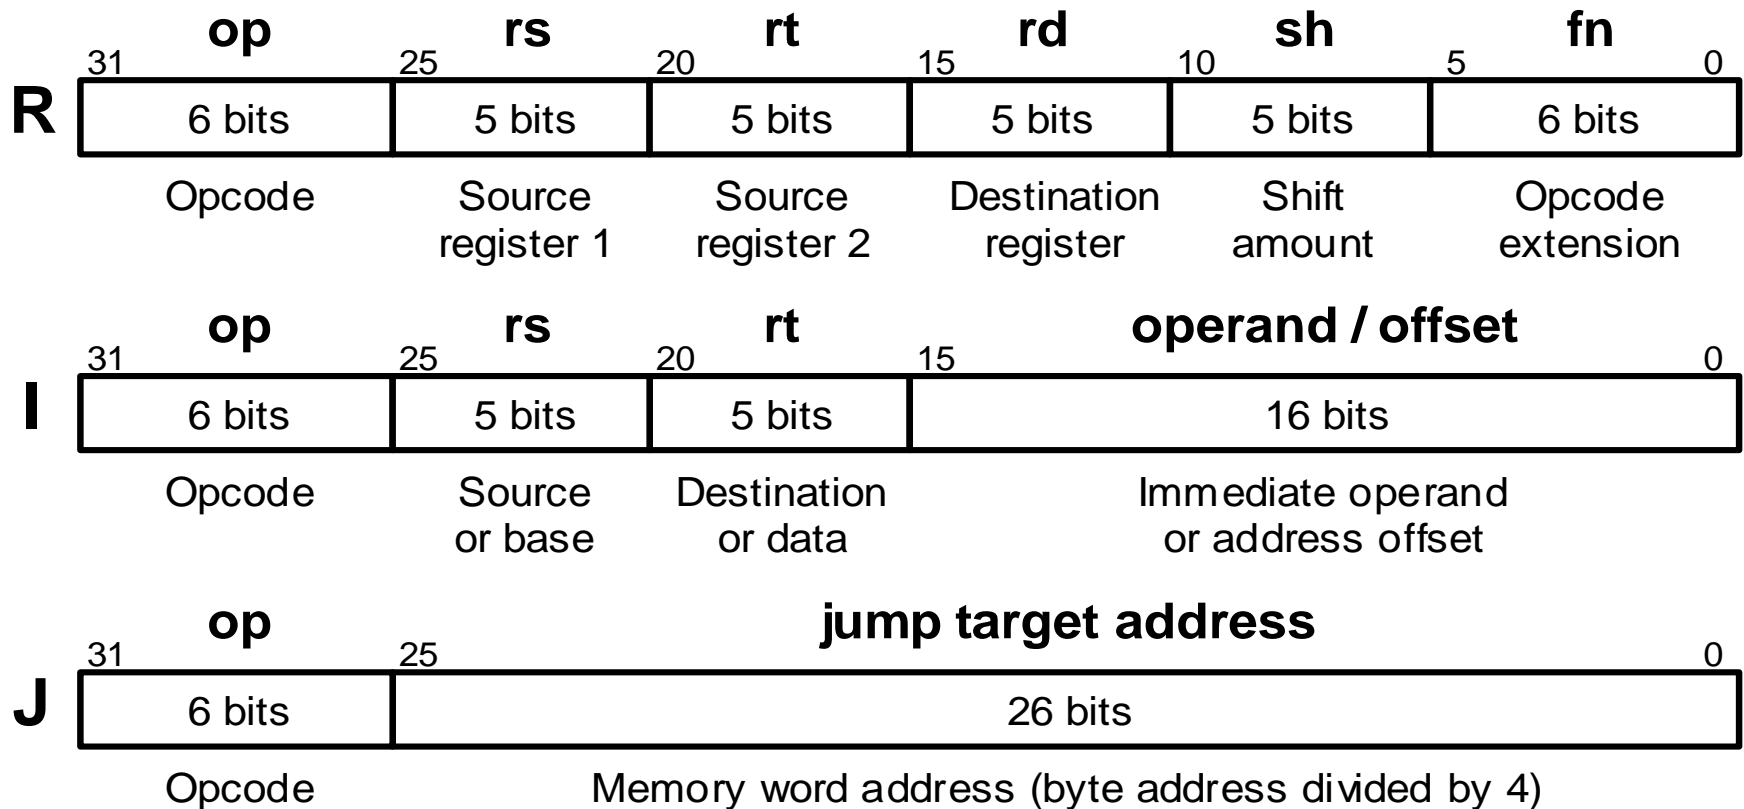 op rs rt rd sh fn
31 25 20 15 10 5 0
R 6 bits 5 bits 5 bits 5 bits 5 bits 6 bits
Opcode Source Source Destination Shift Opcode
register 1 register 2 register amount extension
op rs rt operand / offset
31 25 20 15 0
I 6 bits 5 bits 5 bits 16 bits
Opcode Source Destination Immediate operand
or base or data or address offset
op jump target address
31 25 0
J 6 bits 26 bits
Opcode Memory word address (byte address divided by 4)